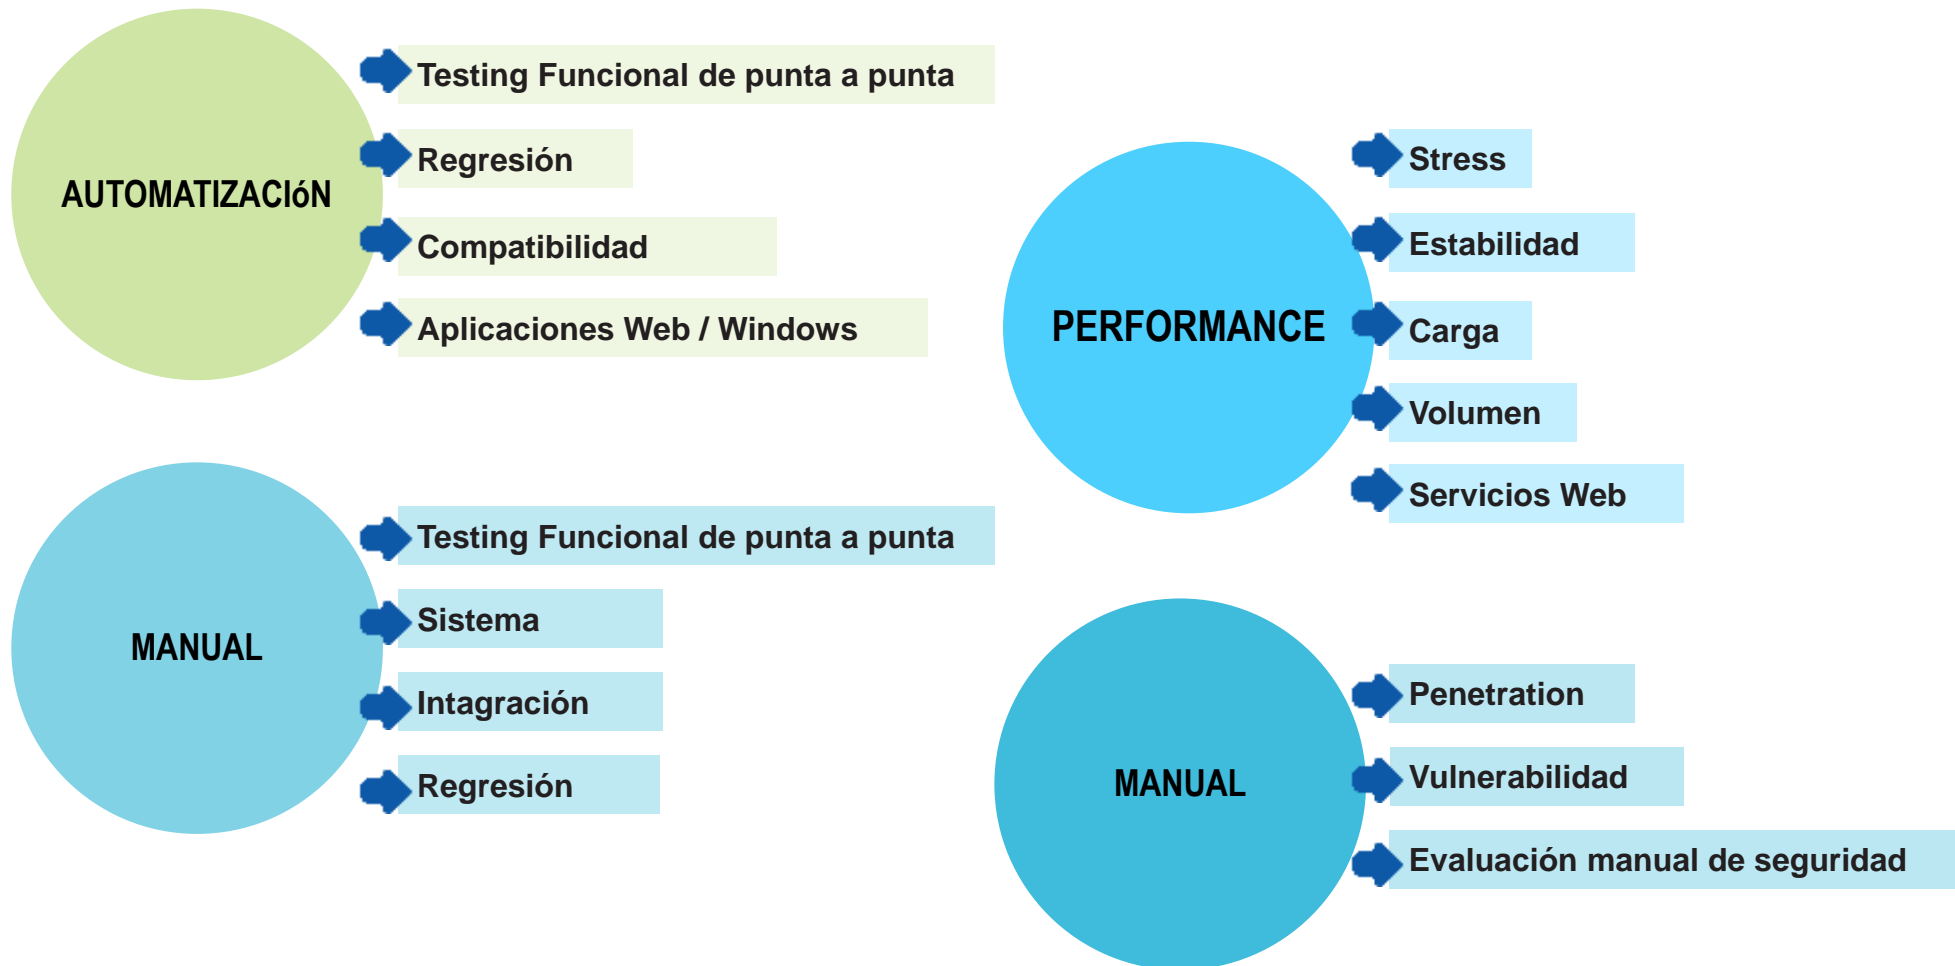 AUTOMATIZACIóN
Testing Funcional de punta a punta
Regresión
Compatibilidad
Aplicaciones Web / Windows
MANUAL
Testing Funcional de punta a punta
Sistema
Intagración
Regresión
PERFORMANCE
Stress
Estabilidad
Carga
Volumen
Servicios Web
MANUAL
Penetration
Vulnerabilidad
Evaluación manual de seguridad